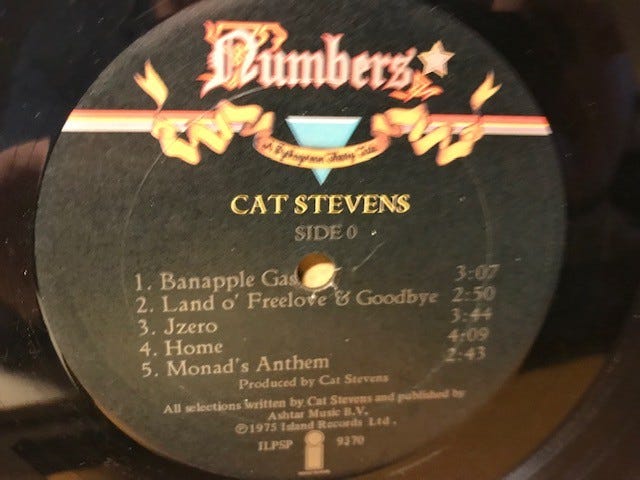 Numbers
A Pythagorean Theory Tale
CAT STEVENS
SIDE 0
1. Banapple Gas 3:07
2. Land o' Freelove & Goodbye 2:50
3. Jzero 3:44
4. Home 4:09
5. Monad's Anthem 2:43
Produced by Cat Stevens
All selections written by Cat Stevens and published by
Ashtar Music B.V.
℗©1975 Island Records Ltd.
ILPSP 9370